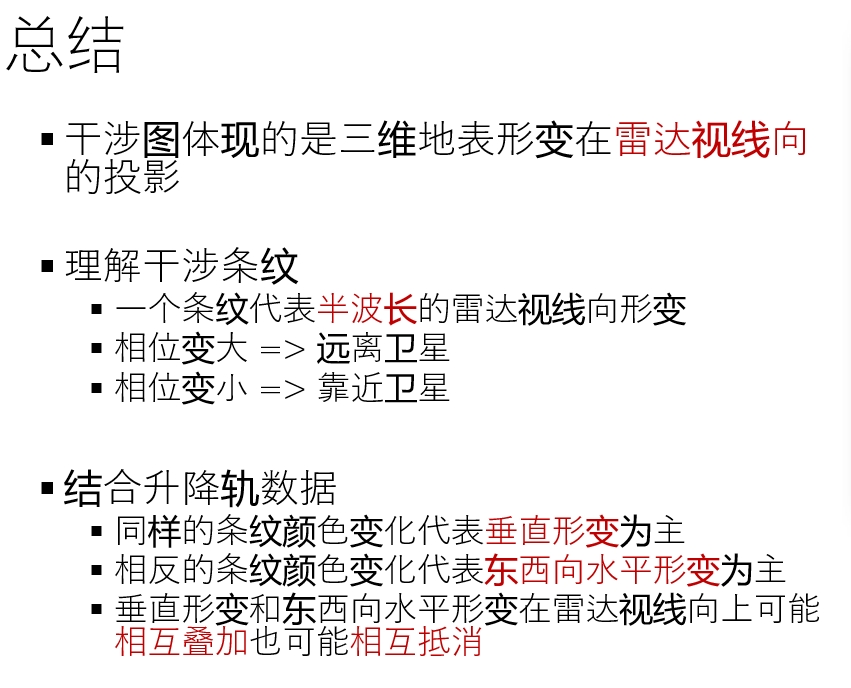 总结
▪ 干涉图体现的是三维地表形变在雷达视线向
的投影
▪ 理解干涉条纹
▪ 一个条纹代表半波长的雷达视线向形变
▪ 相位变大 => 远离卫星
▪ 相位变小 => 靠近卫星
▪ 结合升降轨数据
▪ 同样的条纹颜色变化代表垂直形变为主
▪ 相反的条纹颜色变化代表东西向水平形变为主
▪ 垂直形变和东西向水平形变在雷达视线向上可能
相互叠加也可能相互抵消